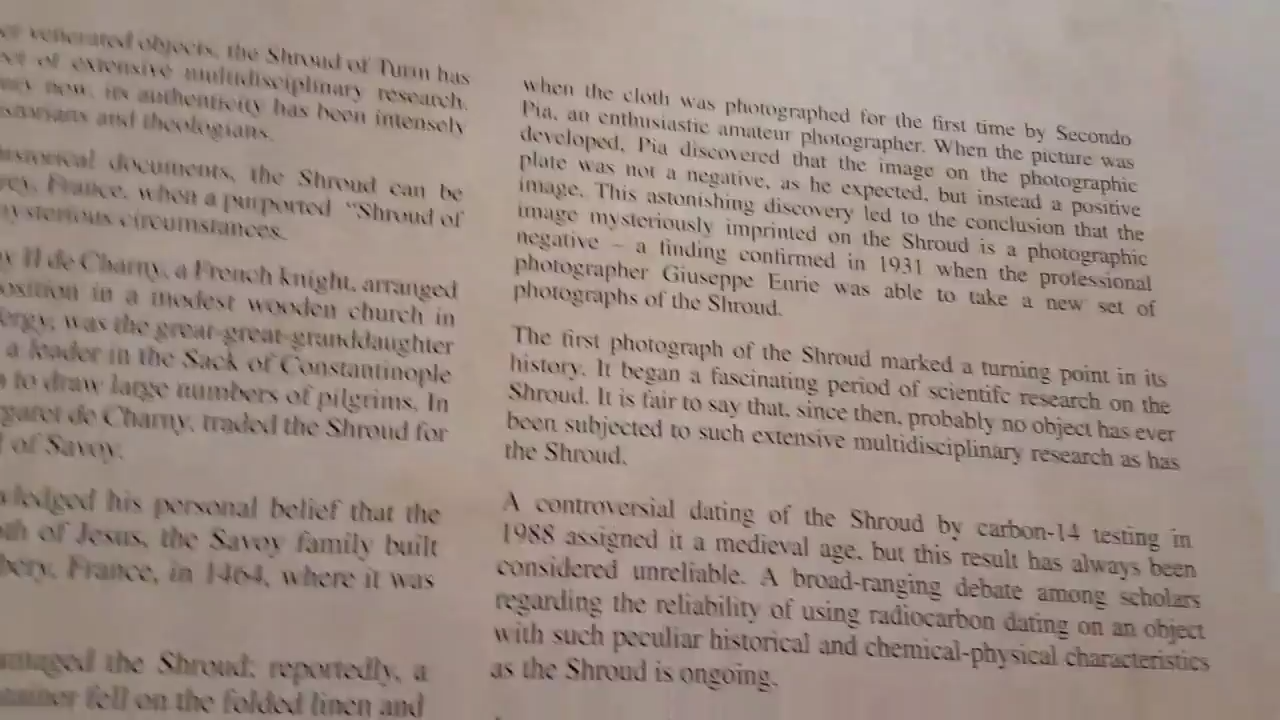 venerated objects, the Shroud of Turin has
of extensive multidisciplinary research.
now, its authenticity has been intensely
and theologians.
historical documents, the Shroud can be
France, when a purported "Shroud of
mysterious circumstances.
II de Charny, a French knight, arranged
in a modest wooden church in
was the great-great-granddaughter
a leader in the Sack of Constantinople
to draw large numbers of pilgrims. In
de Charny, traded the Shroud for
of Savoy.
his personal belief that the
of Jesus, the Savoy family built
France, in 1464, where it was
the Shroud; reportedly, a
fell on the folded linen and
when the cloth was photographed for the first time by Secondo
Pia, an enthusiastic amateur photographer. When the picture was
developed, Pia discovered that the image on the photographic
plate was not a negative, as he expected, but instead a positive
image. This astonishing discovery led to the conclusion that the
image mysteriously imprinted on the Shroud is a photographic
negative – a finding confirmed in 1931 when the professional
photographer Giuseppe Enrie was able to take a new set of
photographs of the Shroud.
The first photograph of the Shroud marked a turning point in its
history. It began a fascinating period of scientifc research on the
Shroud. It is fair to say that, since then, probably no object has ever
been subjected to such extensive multidisciplinary research as has
the Shroud.
A controversial dating of the Shroud by carbon-14 testing in
1988 assigned it a medieval age, but this result has always been
considered unreliable. A broad-ranging debate among scholars
regarding the reliability of using radiocarbon dating on an object
with such peculiar historical and chemical-physical characteristics
as the Shroud is ongoing.